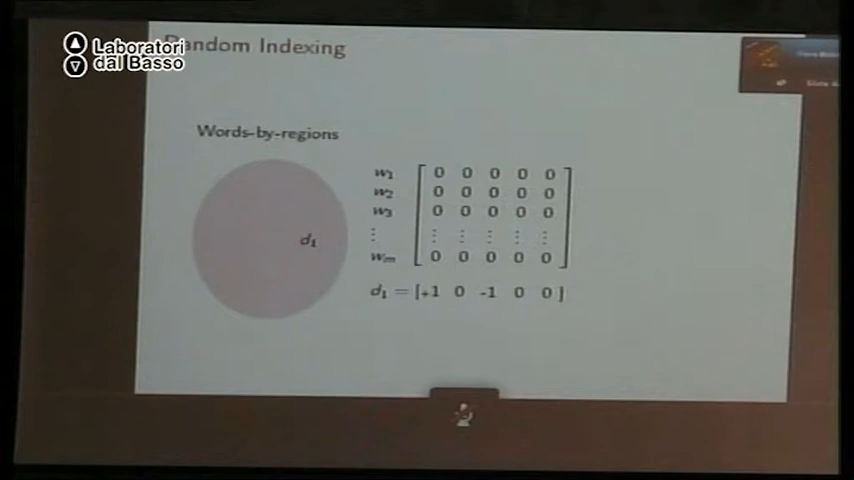 Laboratori
dal Basso
Random Indexing
Words-by-regions
w1 0 0 0 0 0
w2 0 0 0 0 0
w3 0 0 0 0 0
⋮ ⋮ ⋮ ⋮ ⋮ ⋮
wm 0 0 0 0 0
d1
d1 = [+1 0 -1 0 0 ]